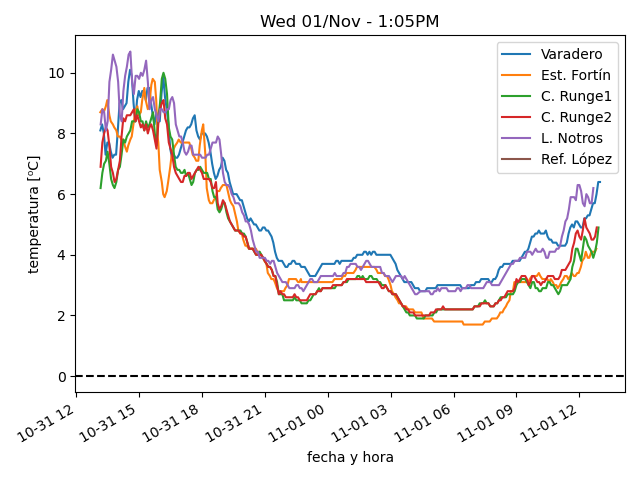 Wed 01/Nov - 1:05PM
temperatura [ºC]
10
8
6
4
2
0
Varadero
Est. Fortín
C. Runge1
C. Runge2
L. Notros
Ref. López
10-31 12
10-31 15
10-31 18
10-31 21
11-01 00
11-01 03
11-01 06
11-01 09
11-01 12
fecha y hora